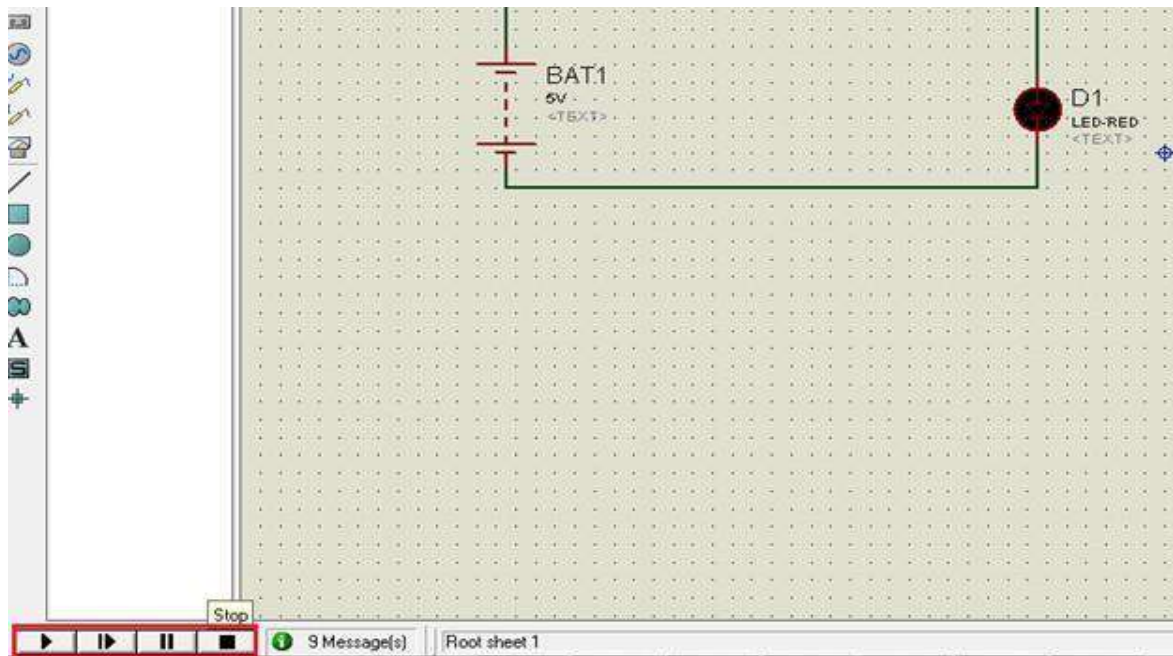 BAT1
5V
<TEXT>
D1
LED-RED
<TEXT>
A
S
Stop
9 Message(s)
Root sheet 1